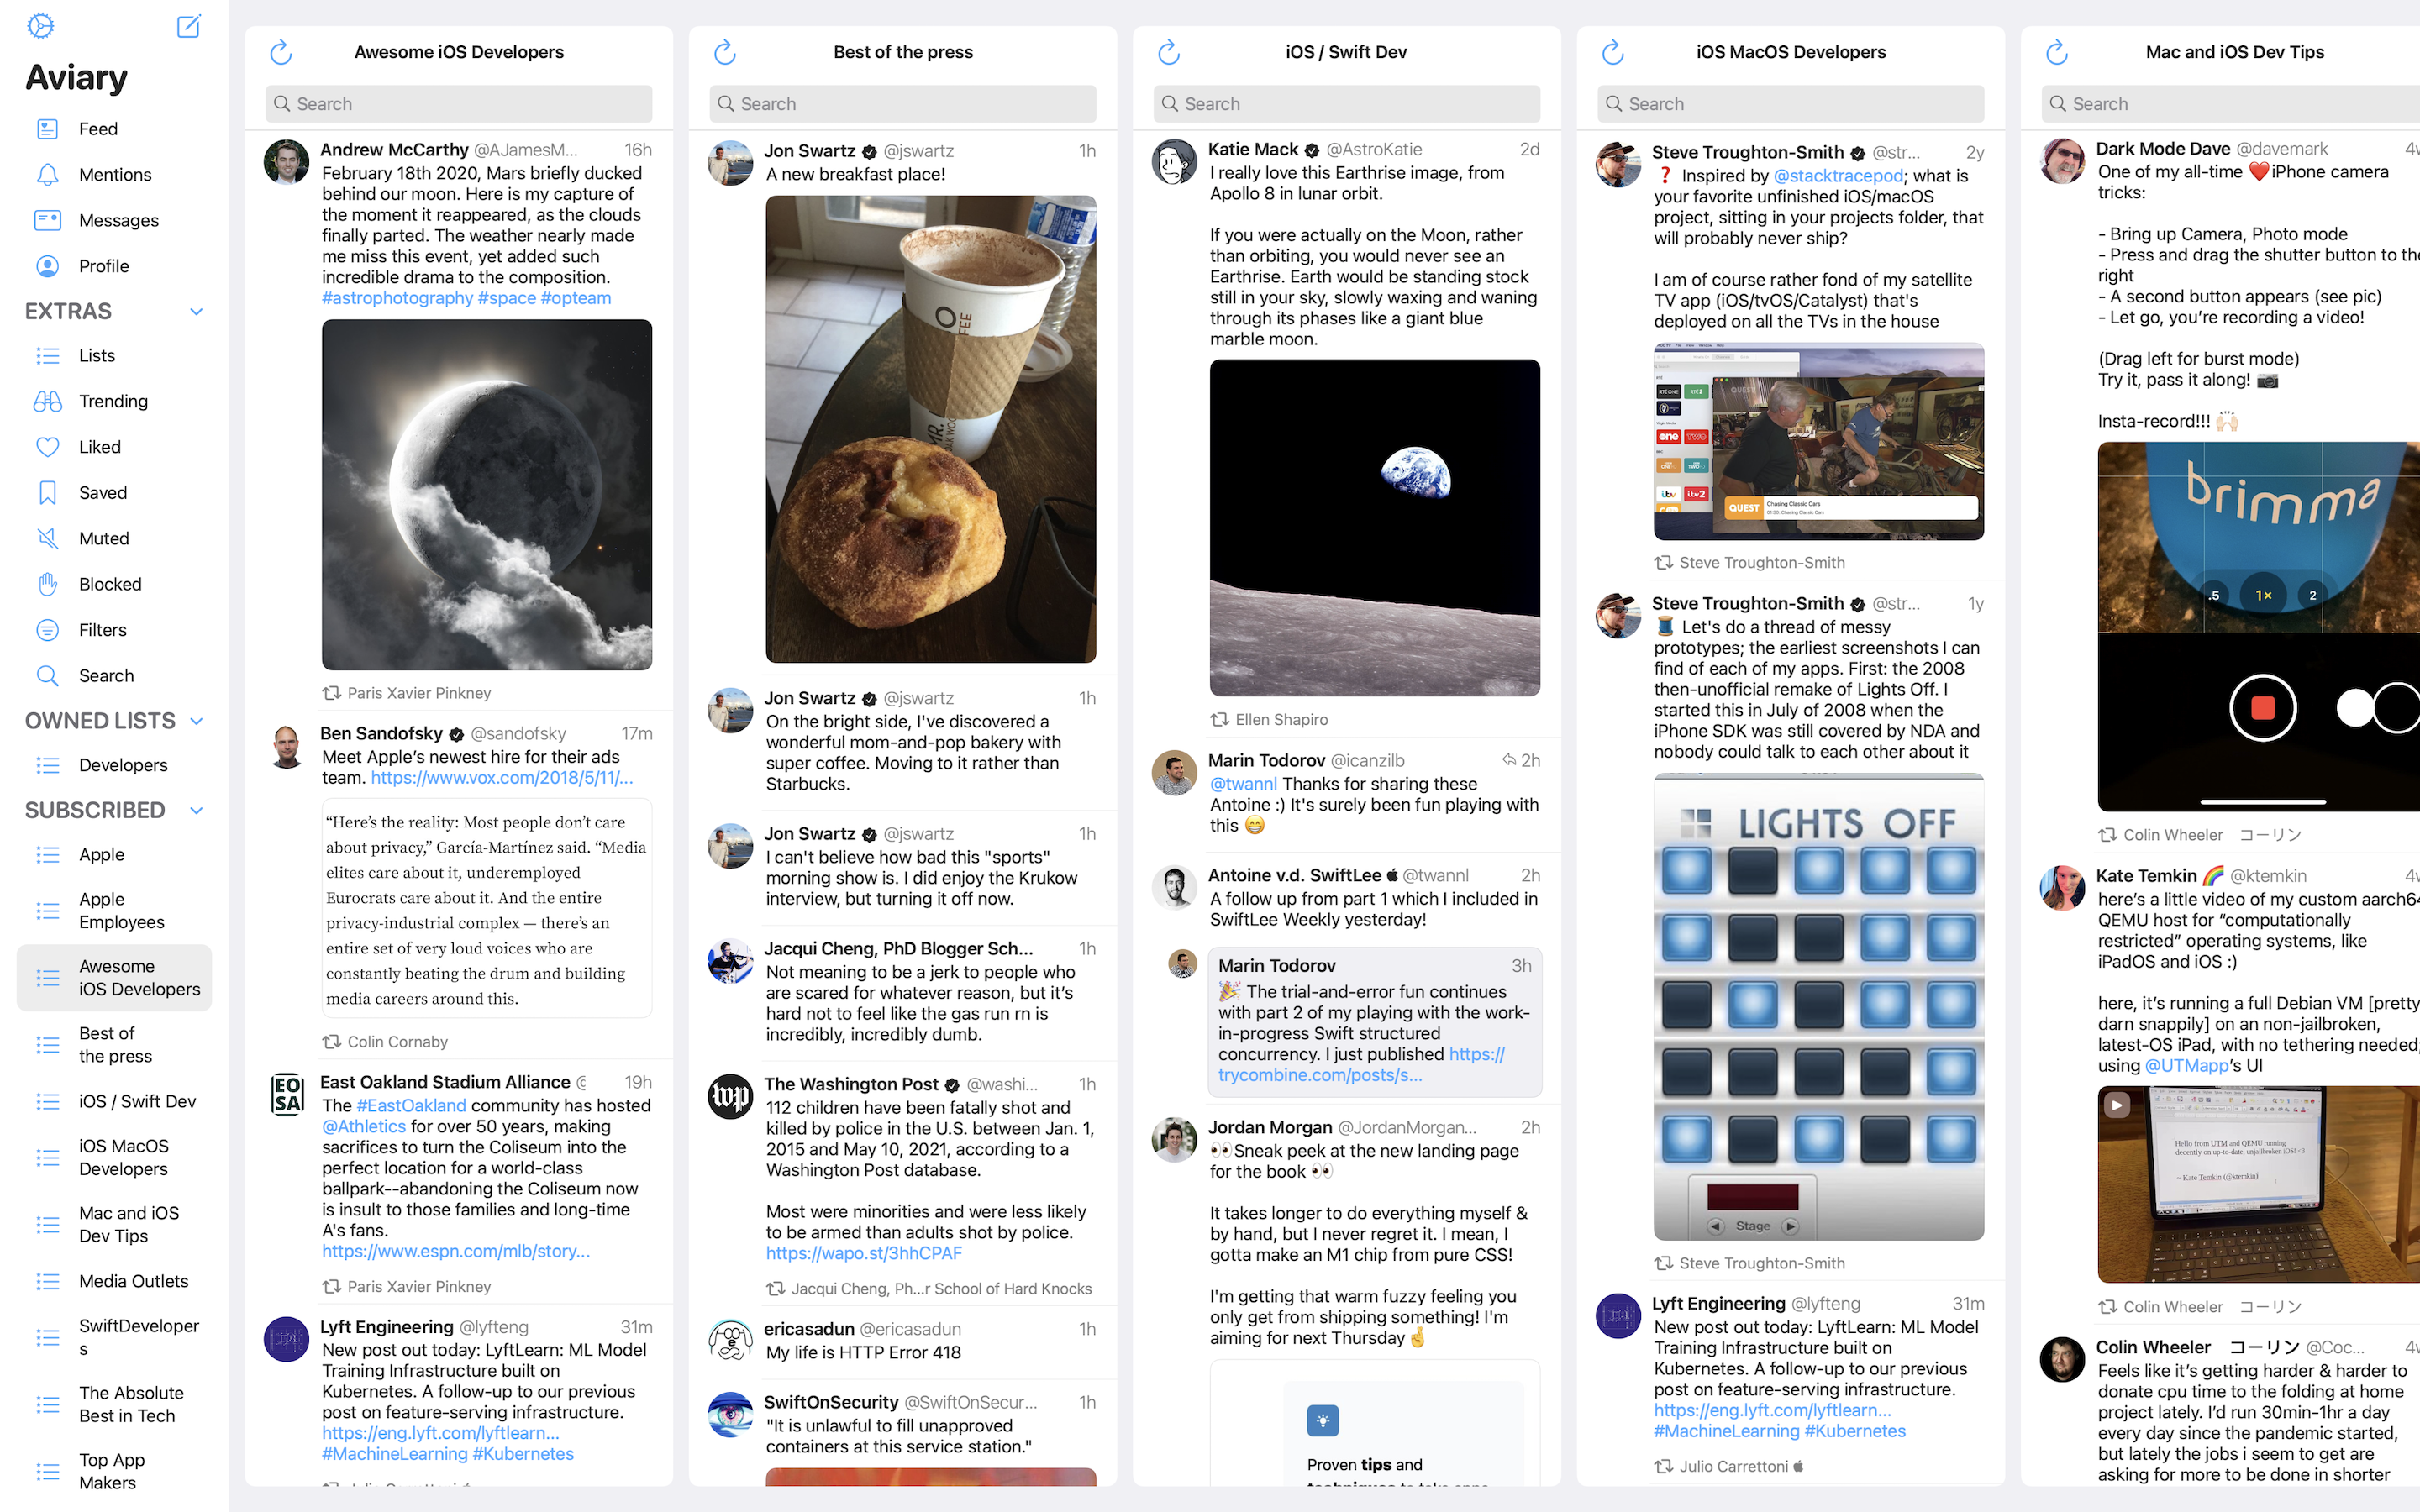 Aviary
Feed
Mentions
Messages
Profile
EXTRAS
Lists
Trending
Liked
Saved
Muted
Blocked
Filters
Search
OWNED LISTS
Developers
SUBSCRIBED
Apple
Apple
Employees
Awesome
iOS Developers
Best of
the press
iOS / Swift Dev
iOS MacOS
Developers
Mac and iOS
Dev Tips
Media Outlets
SwiftDeveloper
s
The Absolute
Best in Tech
Top App
Makers
Awesome iOS Developers
Search
Andrew McCarthy @AJamesM... 16h
February 18th 2020, Mars briefly ducked
behind our moon. Here is my capture of
the moment it reappeared, as the clouds
finally parted. The weather nearly made
me miss this event, yet added such
incredible drama to the composition.
#astrophotography #space #opteam
Paris Xavier Pinkney
Ben Sandofsky @sandofsky 17m
Meet Apple’s newest hire for their ads
team. https://www.vox.com/2018/5/11/...
“Here’s the reality: Most people don’t care
about privacy,” García-Martínez said. “Media
elites care about it, underemployed
Eurocrats care about it. And the entire
privacy-industrial complex — there’s an
entire set of very loud voices who are
constantly beating the drum and building
media careers around this.
Colin Cornaby
EO
SA
East Oakland Stadium Alliance 19h
The #EastOakland community has hosted
@Athletics for over 50 years, making
sacrifices to turn the Coliseum into the
perfect location for a world-class
ballpark--abandoning the Coliseum now
is insult to those families and long-time
A's fans.
https://www.espn.com/mlb/story...
Paris Xavier Pinkney
Lyft Engineering @lyfteng 31m
New post out today: LyftLearn: ML Model
Training Infrastructure built on
Kubernetes. A follow-up to our previous
post on feature-serving infrastructure.
https://eng.lyft.com/lyftlearn...
#MachineLearning #Kubernetes
Best of the press
Search
Jon Swartz @jswartz 1h
A new breakfast place!
Jon Swartz @jswartz 1h
On the bright side, I've discovered a
wonderful mom-and-pop bakery with
super coffee. Moving to it rather than
Starbucks.
Jon Swartz @jswartz 1h
I can't believe how bad this "sports"
morning show is. I did enjoy the Krukow
interview, but turning it off now.
Jacqui Cheng, PhD Blogger Sch... 1h
Not meaning to be a jerk to people who
are scared for whatever reason, but it’s
hard not to feel like the gas run rn is
incredibly, incredibly dumb.
wp
The Washington Post @washi... 1h
112 children have been fatally shot and
killed by police in the U.S. between Jan. 1,
2015 and May 10, 2021, according to a
Washington Post database.
Most were minorities and were less likely
to be armed than adults shot by police.
https://wapo.st/3hhCPAF
Jacqui Cheng, Ph...r School of Hard Knocks
ericasadun @ericasadun 1h
My life is HTTP Error 418
SwiftOnSecurity @SwiftOnSecur... 1h
"It is unlawful to fill unapproved
containers at this service station."
iOS / Swift Dev
Search
Katie Mack @AstroKatie 2d
I really love this Earthrise image, from
Apollo 8 in lunar orbit.
If you were actually on the Moon, rather
than orbiting, you would never see an
Earthrise. Earth would be standing stock
still in your sky, slowly waxing and waning
through its phases like a giant blue
marble moon.
Ellen Shapiro
Marin Todorov @icanzilb 2h
@twannl Thanks for sharing these
Antoine :) It's surely been fun playing with
this 😁
Antoine v.d. SwiftLee @twannl 2h
A follow up from part 1 which I included in
SwiftLee Weekly yesterday!
Marin Todorov 3h
🎉 The trial-and-error fun continues
with part 2 of my playing with the work-
in-progress Swift structured
concurrency. I just published https://
trycombine.com/posts/s...
Jordan Morgan @JordanMorgan... 2h
👀Sneak peek at the new landing page
for the book 👀
It takes longer to do everything myself &
by hand, but I never regret it. I mean, I
gotta make an M1 chip from pure CSS!
I'm getting that warm fuzzy feeling you
only get from shipping something! I'm
aiming for next Thursday🤞
Proven tips and
iOS MacOS Developers
Search
Steve Troughton-Smith @str... 2y
❓ Inspired by @stacktracepod; what is
your favorite unfinished iOS/macOS
project, sitting in your projects folder, that
will probably never ship?
I am of course rather fond of my satellite
TV app (iOS/tvOS/Catalyst) that's
deployed on all the TVs in the house
QUEST
one
TWO
itv
itv2
QUEST
Chasing Classic Cars
Steve Troughton-Smith
Steve Troughton-Smith @str... 1y
🧵 Let's do a thread of messy
prototypes; the earliest screenshots I can
find of each of my apps. First: the 2008
then-unofficial remake of Lights Off. I
started this in July of 2008 when the
iPhone SDK was still covered by NDA and
nobody could talk to each other about it
LIGHTS OFF
Stage
Steve Troughton-Smith
Lyft Engineering @lyfteng 31m
New post out today: LyftLearn: ML Model
Training Infrastructure built on
Kubernetes. A follow-up to our previous
post on feature-serving infrastructure.
https://eng.lyft.com/lyftlearn...
#MachineLearning #Kubernetes
Julio Carrettoni
Mac and iOS Dev Tips
Search
Dark Mode Dave @davemark
One of my all-time ❤️iPhone camera
tricks:
- Bring up Camera, Photo mode
- Press and drag the shutter button to the
right
- A second button appears (see pic)
- Let go, you’re recording a video!
(Drag left for burst mode)
Try it, pass it along! 📷
Insta-record!!! 🙌🏻
brimma
.5 1× 2
Colin Wheeler コーリン
Kate Temkin 🌈 @ktemkin
here’s a little video of my custom aarch64
QEMU host for “computationally
restricted” operating systems, like
iPadOS and iOS :)
here, it’s running a full Debian VM [pretty
darn snappily] on an non-jailbroken,
latest-OS iPad, with no tethering needed,
using @UTMapp’s UI
Hello from UTM and QEMU running
decently on up-to-date, unjailbroken iOS! <3
~ Kate Temkin (@ktemkin)
Colin Wheeler コーリン
Colin Wheeler コーリン @Coc...
Feels like it’s getting harder & harder to
donate cpu time to the folding at home
project lately. I’d run 30min-1hr a day
every day since the pandemic started,
but lately the jobs i seem to get are
asking for more to be done in shorter